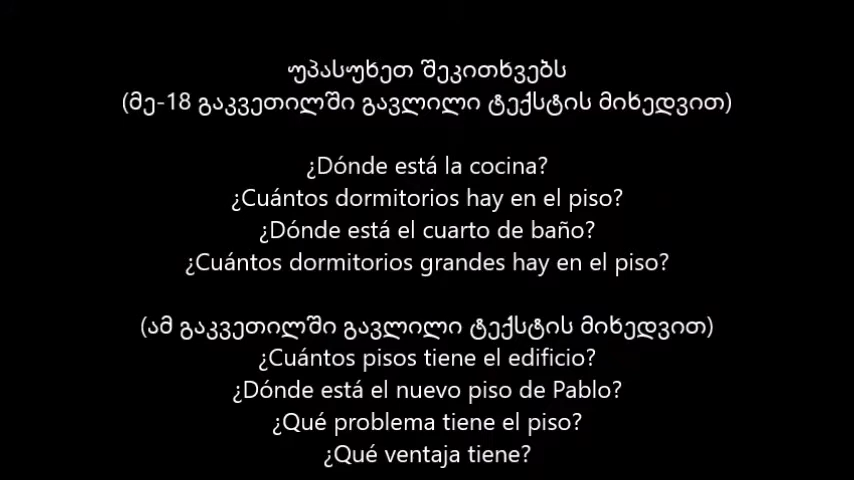 უპასუხეთ შეკითხვებს
(მე-18 გაკვეთილში გავლილი ტექსტის მიხედვით)
¿Dónde está la cocina?
¿Cuántos dormitorios hay en el piso?
¿Dónde está el cuarto de baño?
¿Cuántos dormitorios grandes hay en el piso?
(ამ გაკვეთილში გავლილი ტექსტის მიხედვით)
¿Cuántos pisos tiene el edificio?
¿Dónde está el nuevo piso de Pablo?
¿Qué problema tiene el piso?
¿Qué ventaja tiene?